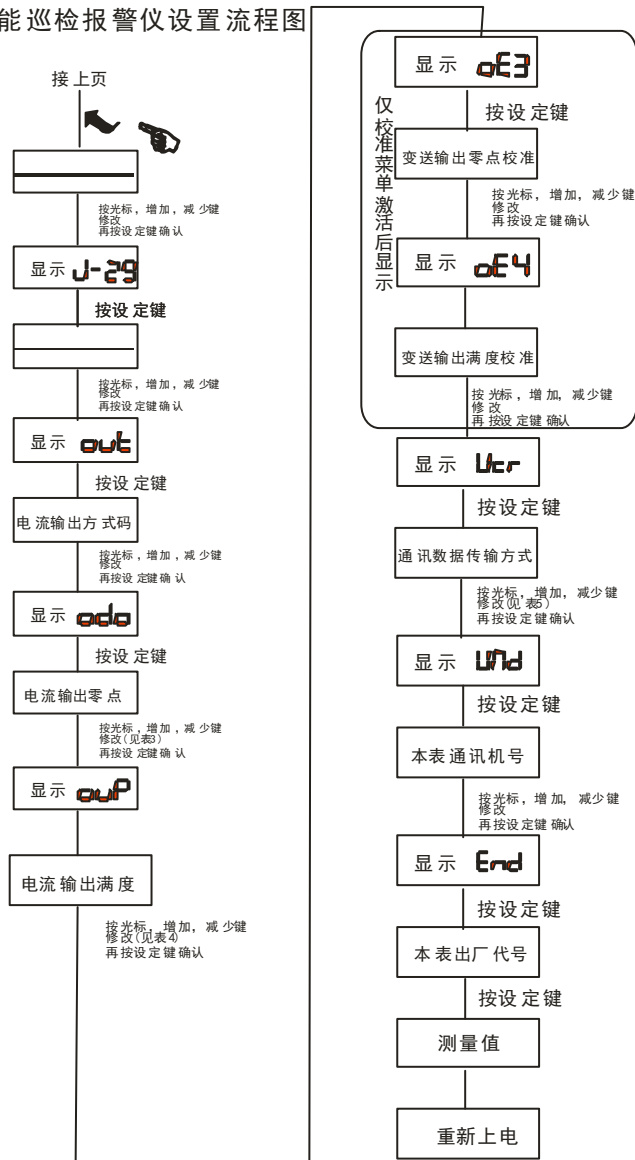 能巡检报警仪设置流程图
接上页
按光标，增加，减少键
修改
再按设定键确认
显示 J-29
按设定键
按光标，增加，减少键
修改
再按设定键确认
显示 out
按设定键
电流输出方式码
按光标，增加，减少键
修改
再按设定键确认
显示 odo
按设定键
电流输出零点
按光标，增加，减少键
修改(见表3)
再按设定键确认
显示 ouP
电流输出满度
按光标，增加，减少键
修改(见表4)
再按设定键确认
仅校准菜单激活后显示
显示 oE3
按设定键
变送输出零点校准
按光标，增加，减少键
修改
再按设定键确认
显示 oE4
变送输出满度校准
按光标，增加，减少键
修改
再按设定键确认
显示 Ucr
按设定键
通讯数据传输方式
按光标，增加，减少键
修改(见表5)
再按设定键确认
显示 UNd
按设定键
本表通讯机号
按光标，增加，减少键
修改
再按设定键确认
显示 End
按设定键
本表出厂代号
按设定键
测量值
重新上电